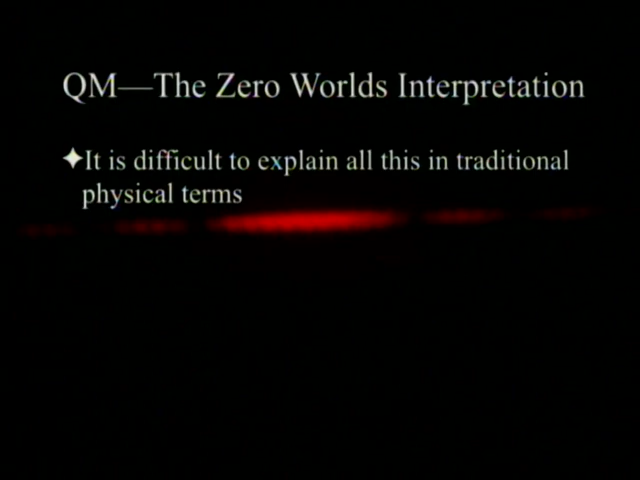 QM—The Zero Worlds Interpretation
✦It is difficult to explain all this in traditional
physical terms